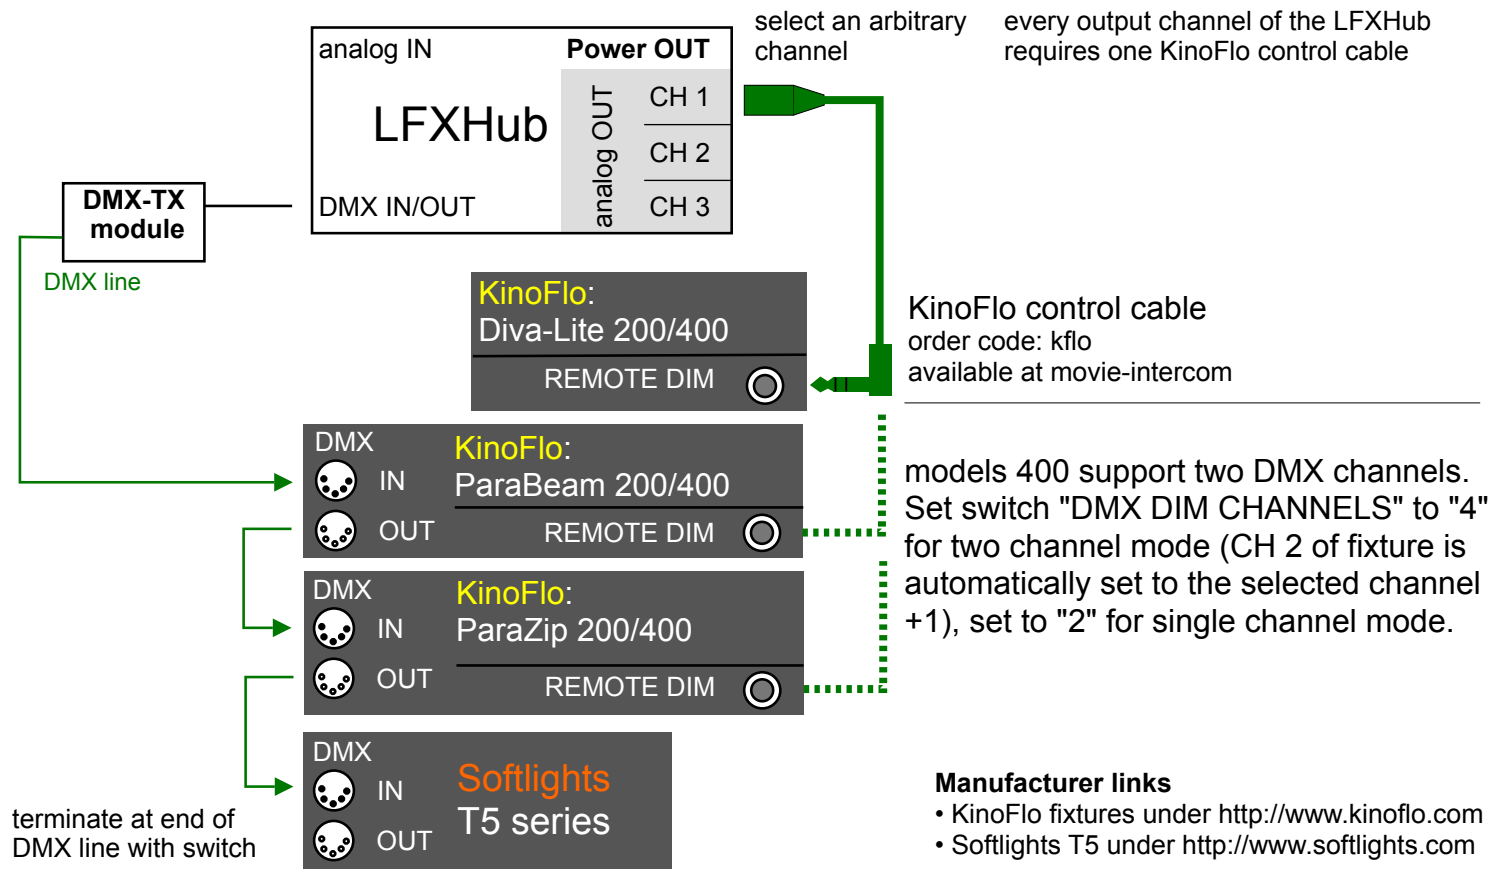 select an arbitrary
channel
every output channel of the LFXHub
requires one KinoFlo control cable
analog IN
Power OUT
LFXHub
analog OUT
CH 1
CH 2
CH 3
DMX IN/OUT
DMX-TX
module
DMX line
KinoFlo:
Diva-Lite 200/400
REMOTE DIM
KinoFlo control cable
order code: kflo
available at movie-intercom
DMX
IN
OUT
KinoFlo:
ParaBeam 200/400
REMOTE DIM
models 400 support two DMX channels.
Set switch "DMX DIM CHANNELS" to "4"
for two channel mode (CH 2 of fixture is
automatically set to the selected channel
+1), set to "2" for single channel mode.
DMX
IN
OUT
KinoFlo:
ParaZip 200/400
REMOTE DIM
DMX
IN
OUT
Softlights
T5 series
terminate at end of
DMX line with switch
Manufacturer links
• KinoFlo fixtures under http://www.kinoflo.com
• Softlights T5 under http://www.softlights.com